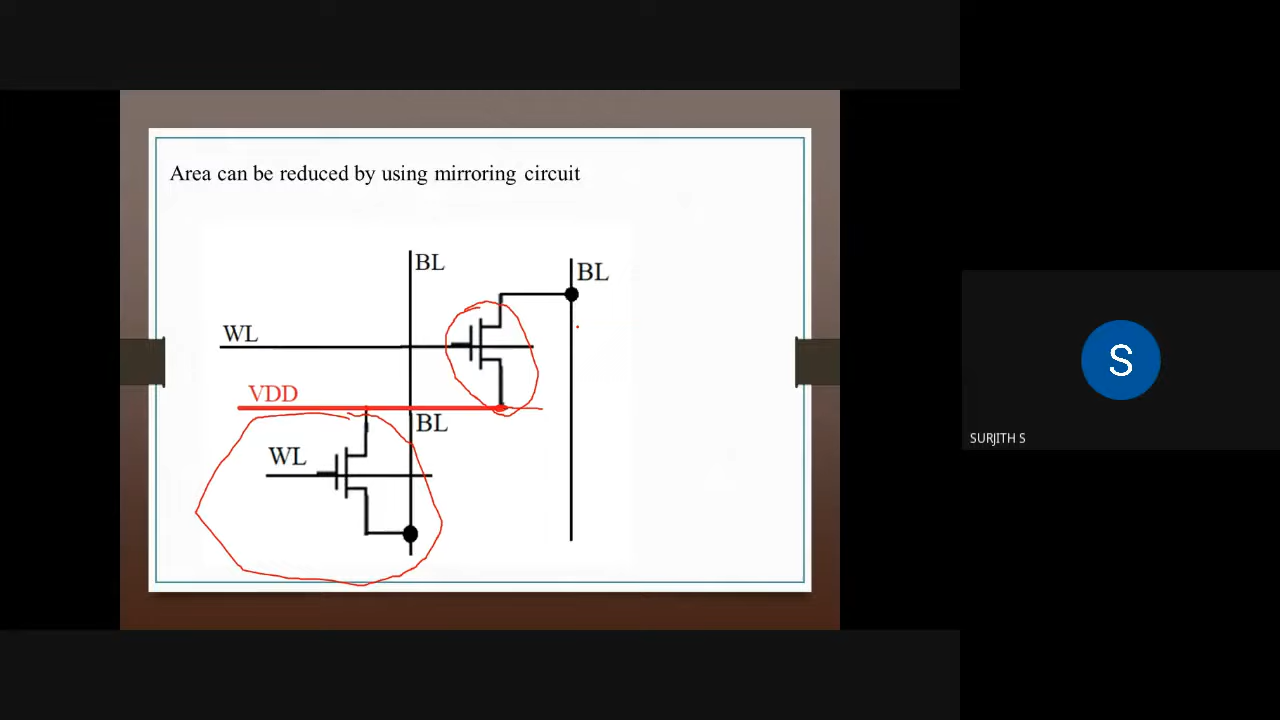 Area can be reduced by using mirroring circuit
BL
BL
WL
VDD
BL
WL
S
SURJITH S